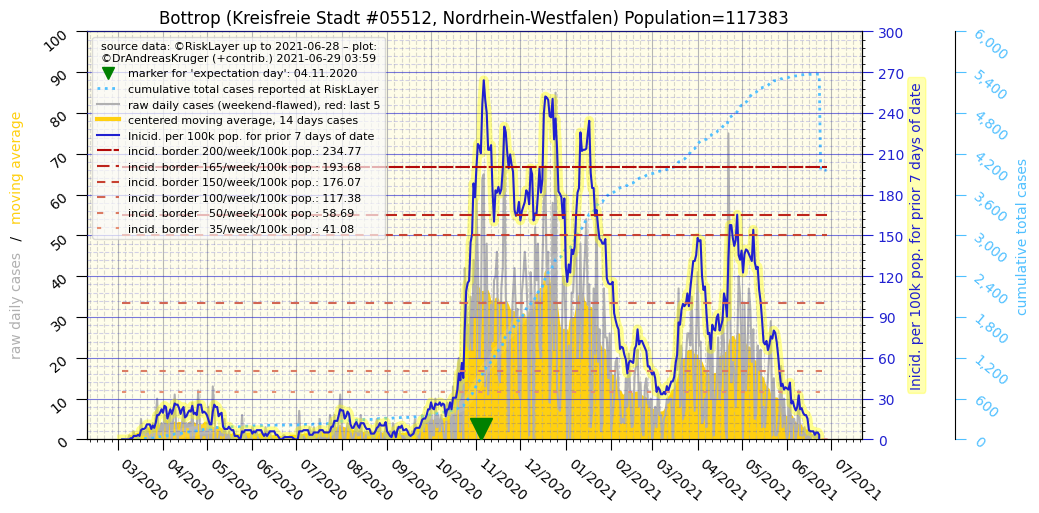 Bottrop (Kreisfreie Stadt #05512, Nordrhein-Westfalen) Population=117383
source data: ©RiskLayer up to 2021-06-28 – plot:
©DrAndreasKruger (+contrib.) 2021-06-29 03:59
marker for 'expectation day': 04.11.2020
cumulative total cases reported at RiskLayer
raw daily cases (weekend-flawed), red: last 5
centered moving average, 14 days cases
Inicid. per 100k pop. for prior 7 days of date
incid. border 200/week/100k pop.: 234.77
incid. border 165/week/100k pop.: 193.68
incid. border 150/week/100k pop.: 176.07
incid. border 100/week/100k pop.: 117.38
incid. border   50/week/100k pop.: 58.69
incid. border   35/week/100k pop.: 41.08
raw daily cases / moving average
100
90
80
70
60
50
40
30
20
10
0
300
270
240
210
180
150
120
90
60
30
0
Inicid. per 100k pop. for prior 7 days of date
6,000
5,400
4,800
4,200
3,600
3,000
2,400
1,800
1,200
600
0
cumulative total cases
03/2020
04/2020
05/2020
06/2020
07/2020
08/2020
09/2020
10/2020
11/2020
12/2020
01/2021
02/2021
03/2021
04/2021
05/2021
06/2021
07/2021